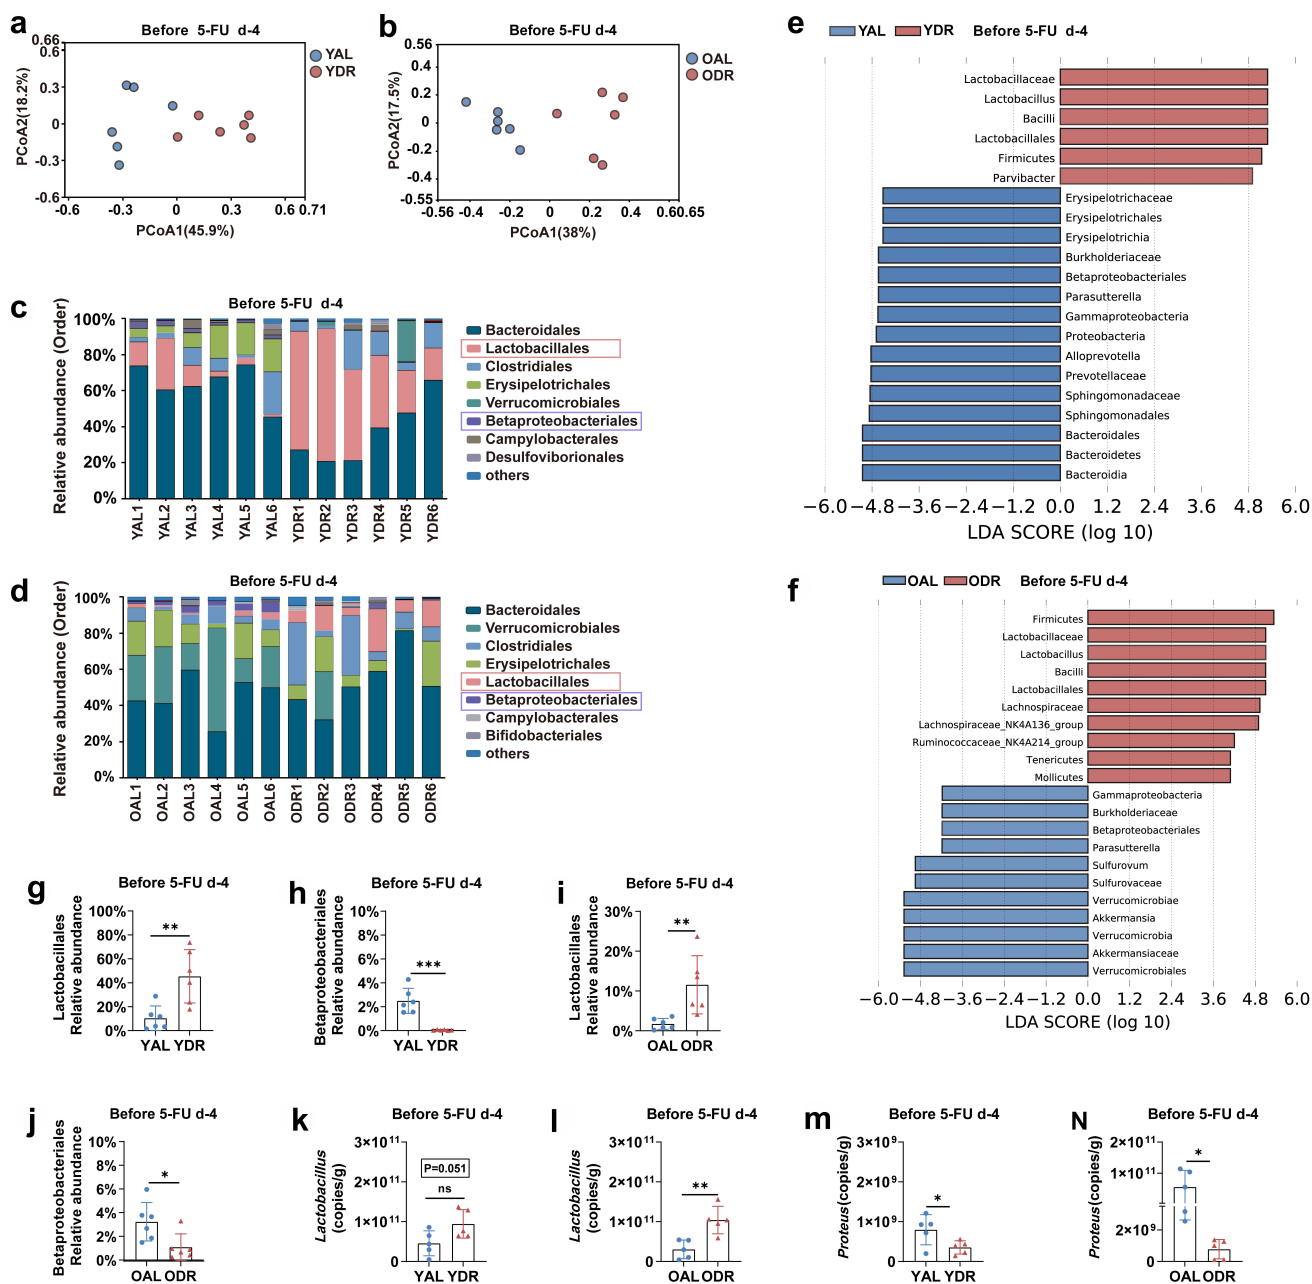 a
Before 5-FU d-4
0.66
0.6
0.3
0
-0.3
-0.6
-0.6
-0.3
0
0.3
0.6
0.71
PCoA2(18.2%)
PCoA1(45.9%)
YAL
YDR
b
Before 5-FU d-4
0.56
0.4
0.2
0
-0.2
-0.4
-0.55
-0.56
-0.4
-0.2
0
0.2
0.4
0.60.65
PCoA2(17.5%)
PCoA1(38%)
OAL
ODR
c
Before 5-FU d-4
Relative abundance (Order)
100%
80%
60%
40%
20%
0%
YAL1
YAL2
YAL3
YAL4
YAL5
YAL6
YDR1
YDR2
YDR3
YDR4
YDR5
YDR6
Bacteroidales
Lactobacillales
Clostridiales
Erysipelotrichales
Verrucomicrobiales
Betaproteobacteriales
Campylobacterales
Desulfoviborionales
others
d
Before 5-FU d-4
Relative abundance (Order)
100%
80%
60%
40%
20%
0%
OAL1
OAL2
OAL3
OAL4
OAL5
OAL6
ODR1
ODR2
ODR3
ODR4
ODR5
ODR6
Bacteroidales
Verrucomicrobiales
Clostridiales
Erysipelotrichales
Lactobacillales
Betaproteobacteriales
Campylobacterales
Bifidobacteriales
others
e
YAL
YDR
Before 5-FU d-4
Lactobacillaceae
Lactobacillus
Bacilli
Lactobacillales
Firmicutes
Parvibacter
Erysipelotrichaceae
Erysipelotrichales
Erysipelotrichia
Burkholderiaceae
Betaproteobacteriales
Parasutterella
Gammaproteobacteria
Proteobacteria
Alloprevotella
Prevotellaceae
Sphingomonadaceae
Sphingomonadales
Bacteroidales
Bacteroidetes
Bacteroidia
−6.0 −4.8 −3.6 −2.4 −1.2 0.0 1.2 2.4 3.6 4.8 6.0
LDA SCORE (log 10)
f
OAL
ODR
Before 5-FU d-4
Firmicutes
Lactobacillaceae
Lactobacillus
Bacilli
Lactobacillales
Lachnospiraceae
Lachnospiraceae_NK4A136_group
Ruminococcaceae_NK4A214_group
Tenericutes
Mollicutes
Gammaproteobacteria
Burkholderiaceae
Betaproteobacteriales
Parasutterella
Sulfurovum
Sulfurovaceae
Verrucomicrobiae
Akkermansia
Verrucomicrobia
Akkermansiaceae
Verrucomicrobiales
−6.0 −4.8 −3.6 −2.4 −1.2 0.0 1.2 2.4 3.6 4.8 6.0
LDA SCORE (log 10)
g
Before 5-FU d-4
Lactobacillales
Relative abundance
100%
80%
60%
40%
20%
0%
**
YAL YDR
h
Before 5-FU d-4
Betaproteobacteriales
Relative abundance
10%
8%
6%
4%
2%
0%
***
YAL YDR
i
Before 5-FU d-4
Lactobacillales
Relative abundance
30%
20%
10%
0%
**
OAL ODR
j
Before 5-FU d-4
Betaproteobacteriales
Relative abundance
10%
8%
6%
4%
2%
0%
*
OAL ODR
k
Before 5-FU d-4
Lactobacillus
(copies/g)
3×10¹¹
2×10¹¹
1×10¹¹
0
P=0.051
ns
YAL YDR
l
Before 5-FU d-4
Lactobacillus
(copies/g)
3×10¹¹
2×10¹¹
1×10¹¹
0
**
OAL ODR
m
Before 5-FU d-4
Proteus(copies/g)
3×10⁹
2×10⁹
1×10⁹
0
*
YAL YDR
N
Before 5-FU d-4
Proteus(copies/g)
2×10¹¹
1×10¹¹
2×10⁹
0
*
OAL ODR